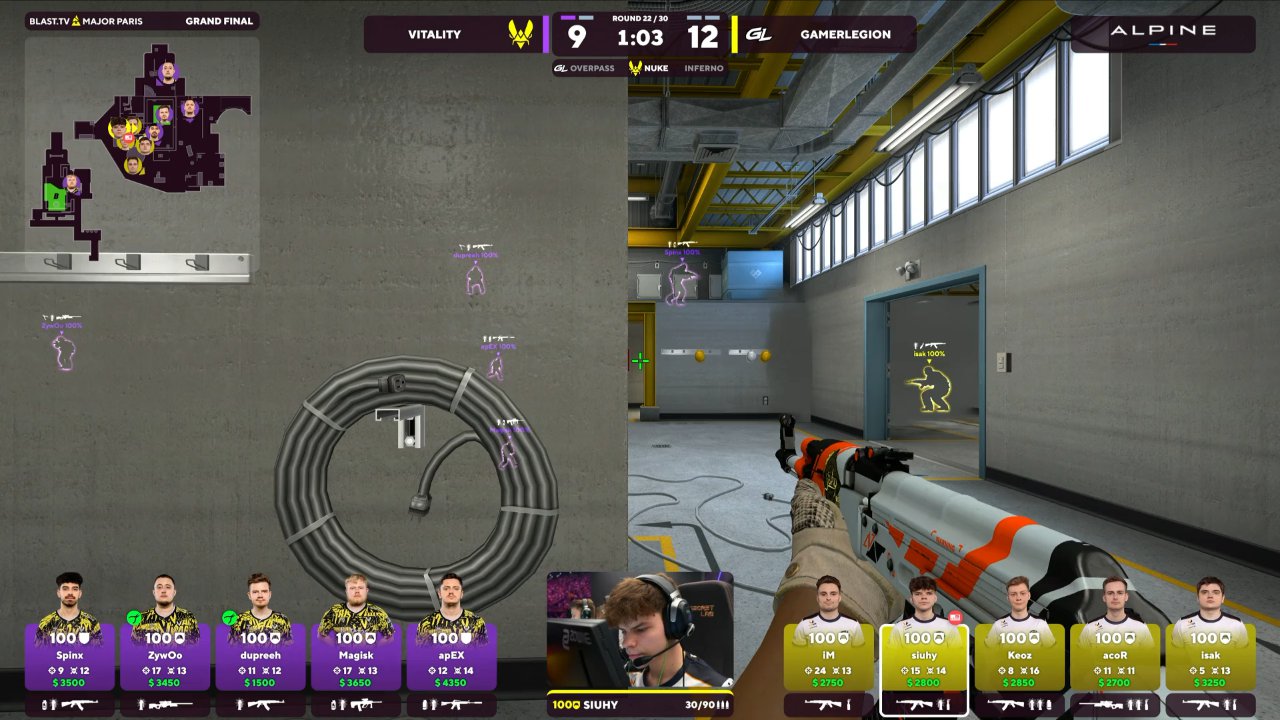 BLAST.TV MAJOR PARIS GRAND FINAL
VITALITY
9
ROUND 22 / 30
1:03
12
GL
GAMERLEGION
ALPINE
GL OVERPASS NUKE INFERNO
B
dupreeh 100%
Spinx 100%
ZywOo 100%
apEX 100%
isak 100%
SECRET LAB
100 100 100 100 100
Spinx ZywOo dupreeh Magisk apEX
9 12 17 13 11 12 17 13 12 14
$3500 $3450 $1500 $3650 $4350
100 SIUHY 30/90
100 100 100 100 100
iM siuhy Keoz acoR isak
24 13 15 14 8 16 11 11 5 13
$2750 $2800 $2850 $2700 $3250